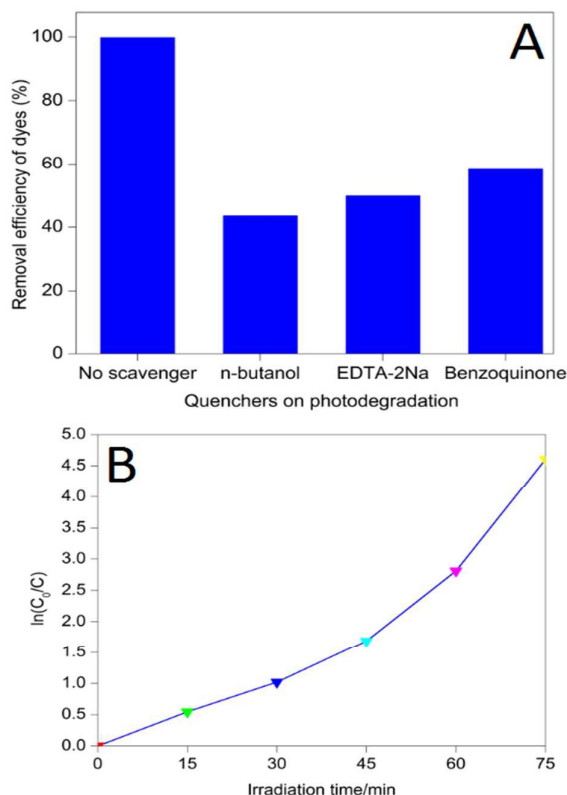 A
Removal efficiency of dyes (%)
100
80
60
40
20
0
No scavenger n-butanol EDTA-2Na Benzoquinone
Quenchers on photodegradation
B
ln(C₀/C)
5.0
4.5
4.0
3.5
3.0
2.5
2.0
1.5
1.0
0.5
0.0
0 15 30 45 60 75
Irradiation time/min